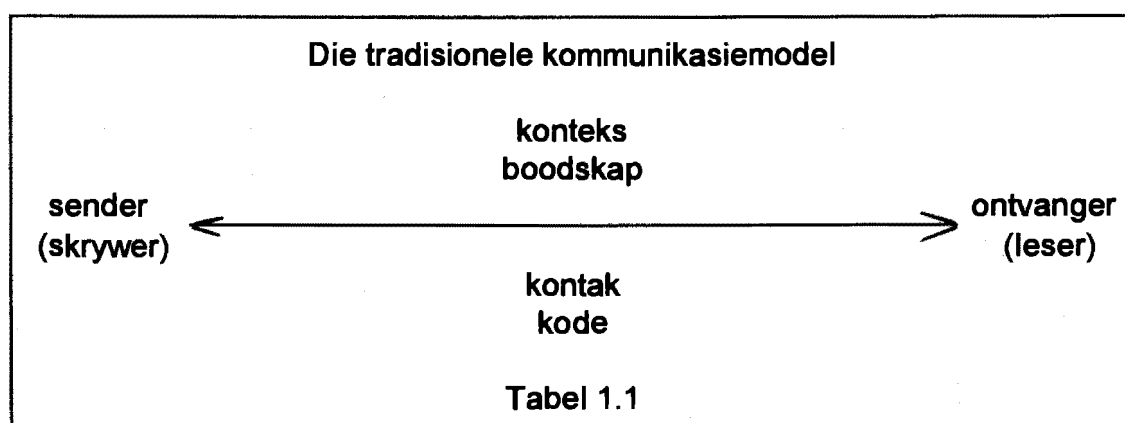 Die tradisionele kommunikasiemodel
konteks
boodskap
sender
(skrywer)
ontvanger
(leser)
kontak
kode
Tabel 1.1